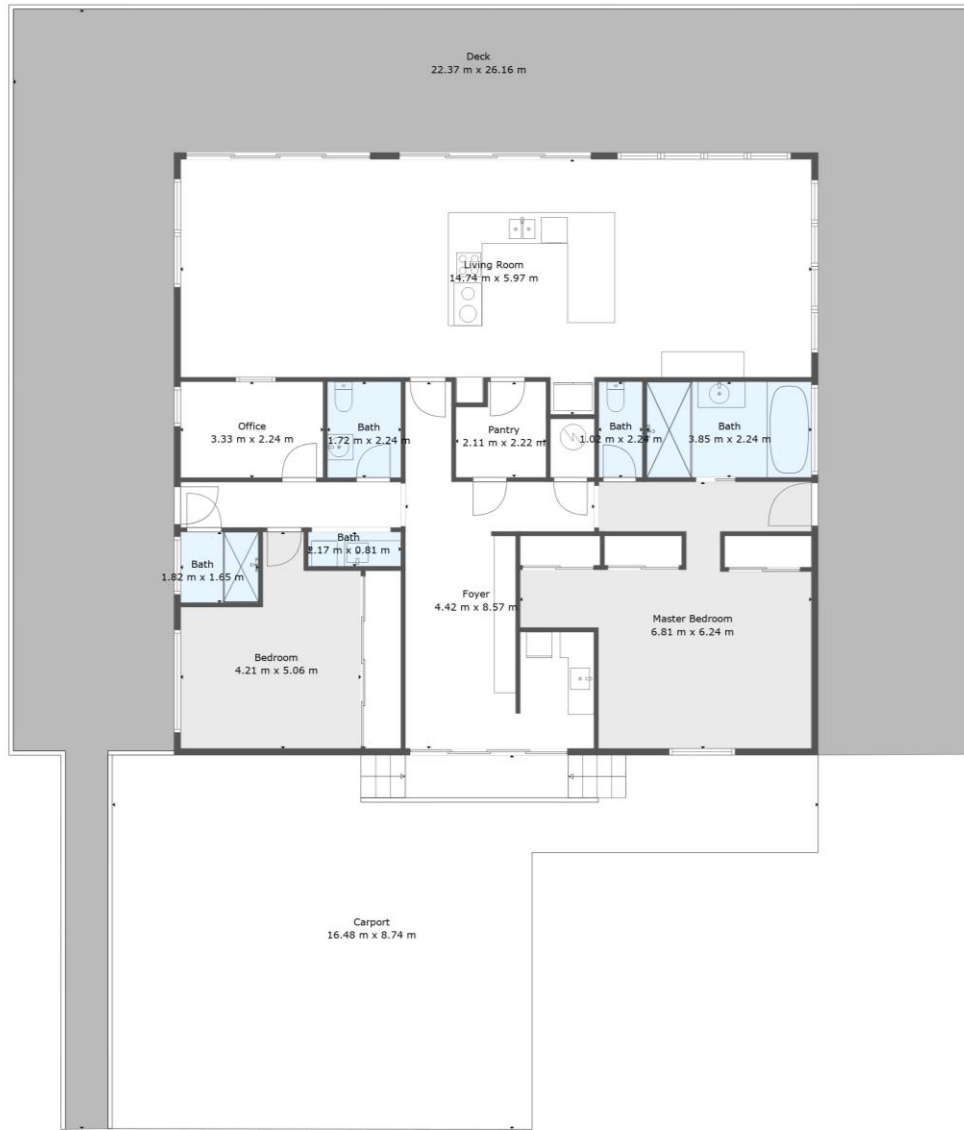 Deck
22.37 m x 26.16 m
Living Room
14.74 m x 5.97 m
Office
3.33 m x 2.24 m
Bath
1.72 m x 2.24 m
Pantry
2.11 m x 2.22 m
Bath
1.02 m x 2.24 m
Bath
3.85 m x 2.24 m
Bath
2.17 m x 0.81 m
Bath
1.82 m x 1.65 m
Foyer
4.42 m x 8.57 m
Master Bedroom
6.81 m x 6.24 m
Bedroom
4.21 m x 5.06 m
Carport
16.48 m x 8.74 m